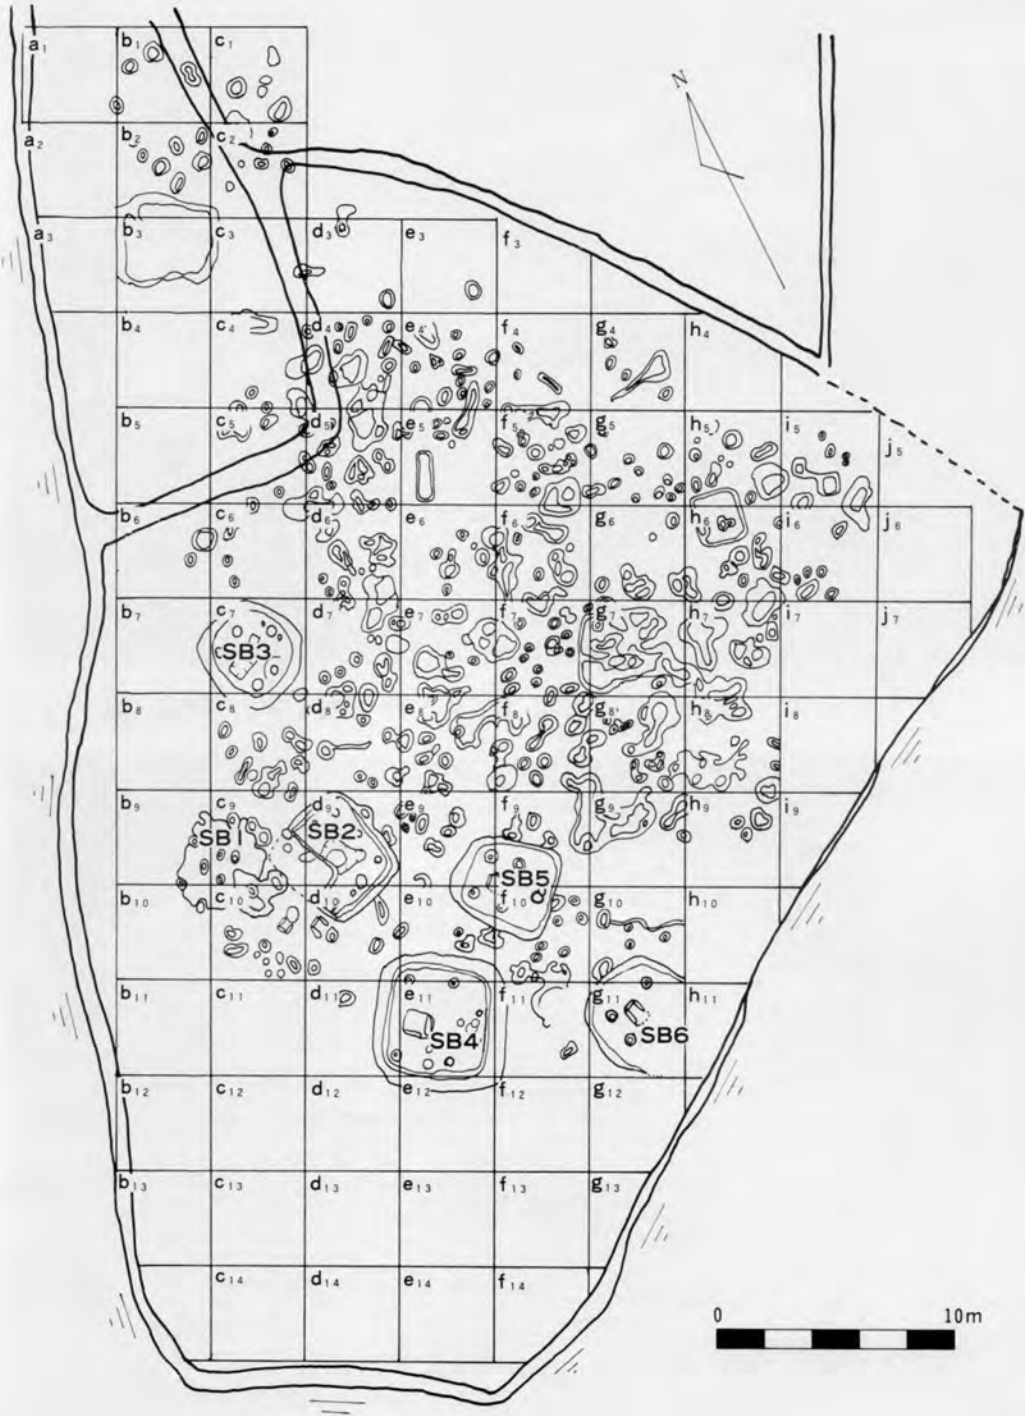 a₁ b₁ c₁
N
a₂ b₂ c₂
a₃ b₃ c₃ d₃ e₃ f₃
b₄ c₄ d₄ e₄ f₄ g₄ h₄
b₅ c₅ d₅ e₅ f₅ g₅ h₅ i₅ j₅
b₆ c₆ d₆ e₆ f₆ g₆ h₆ i₆ j₆
b₇ c₇ d₇ e₇ f₇ g₇ h₇ i₇ j₇
SB3
b₈ c₈ d₈ e₈ f₈ g₈ h₈ i₈
b₉ c₉ d₉ e₉ f₉ g₉ h₉ i₉
SB1 SB2
SB5
b₁₀ c₁₀ d₁₀ e₁₀ f₁₀ g₁₀ h₁₀
b₁₁ c₁₁ d₁₁ e₁₁ f₁₁ g₁₁ h₁₁
SB4 SB6
b₁₂ c₁₂ d₁₂ e₁₂ f₁₂ g₁₂
b₁₃ c₁₃ d₁₃ e₁₃ f₁₃ g₁₃
c₁₄ d₁₄ e₁₄ f₁₄
0 10m